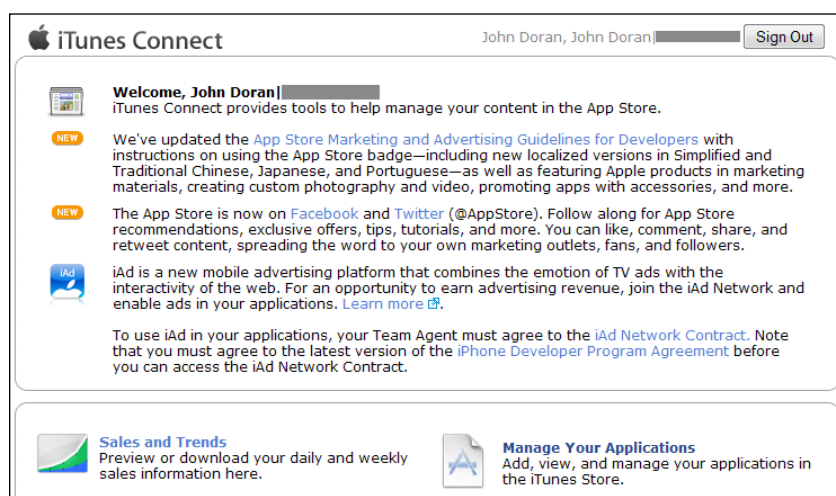 iTunes Connect
John Doran, John Doran|
Sign Out
Welcome, John Doran|
iTunes Connect provides tools to help manage your content in the App Store.
NEW
We've updated the App Store Marketing and Advertising Guidelines for Developers with
instructions on using the App Store badge—including new localized versions in Simplified and
Traditional Chinese, Japanese, and Portuguese—as well as featuring Apple products in marketing
materials, creating custom photography and video, promoting apps with accessories, and more.
NEW
The App Store is now on Facebook and Twitter (@AppStore). Follow along for App Store
recommendations, exclusive offers, tips, tutorials, and more. You can like, comment, share, and
retweet content, spreading the word to your own marketing outlets, fans, and followers.
iAd
iAd is a new mobile advertising platform that combines the emotion of TV ads with the
interactivity of the web. For an opportunity to earn advertising revenue, join the iAd Network and
enable ads in your applications. Learn more.
To use iAd in your applications, your Team Agent must agree to the iAd Network Contract. Note
that you must agree to the latest version of the iPhone Developer Program Agreement before
you can access the iAd Network Contract.
Sales and Trends
Preview or download your daily and weekly
sales information here.
Manage Your Applications
Add, view, and manage your applications in
the iTunes Store.